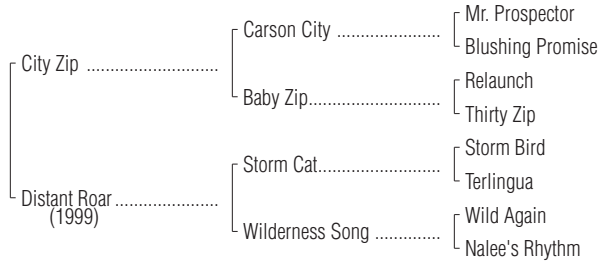 Mr. Prospector
Carson City ..................
Blushing Promise
City Zip .......................
Relaunch
Baby Zip.......................
Thirty Zip
Storm Bird
Storm Cat.....................
Terlingua
Distant Roar ..................
(1999)
Wild Again
Wilderness Song .............
Nalee's Rhythm